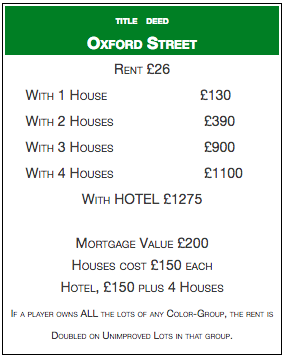 TITLE DEED
OXFORD STREET
RENT £26
WITH 1 HOUSE £130
WITH 2 HOUSES £390
WITH 3 HOUSES £900
WITH 4 HOUSES £1100
WITH HOTEL £1275
MORTGAGE VALUE £200
HOUSES COST £150 EACH
HOTEL, £150 PLUS 4 HOUSES
IF A PLAYER OWNS ALL THE LOTS OF ANY COLOR-GROUP, THE RENT IS
DOUBLED ON UNIMPROVED LOTS IN THAT GROUP.